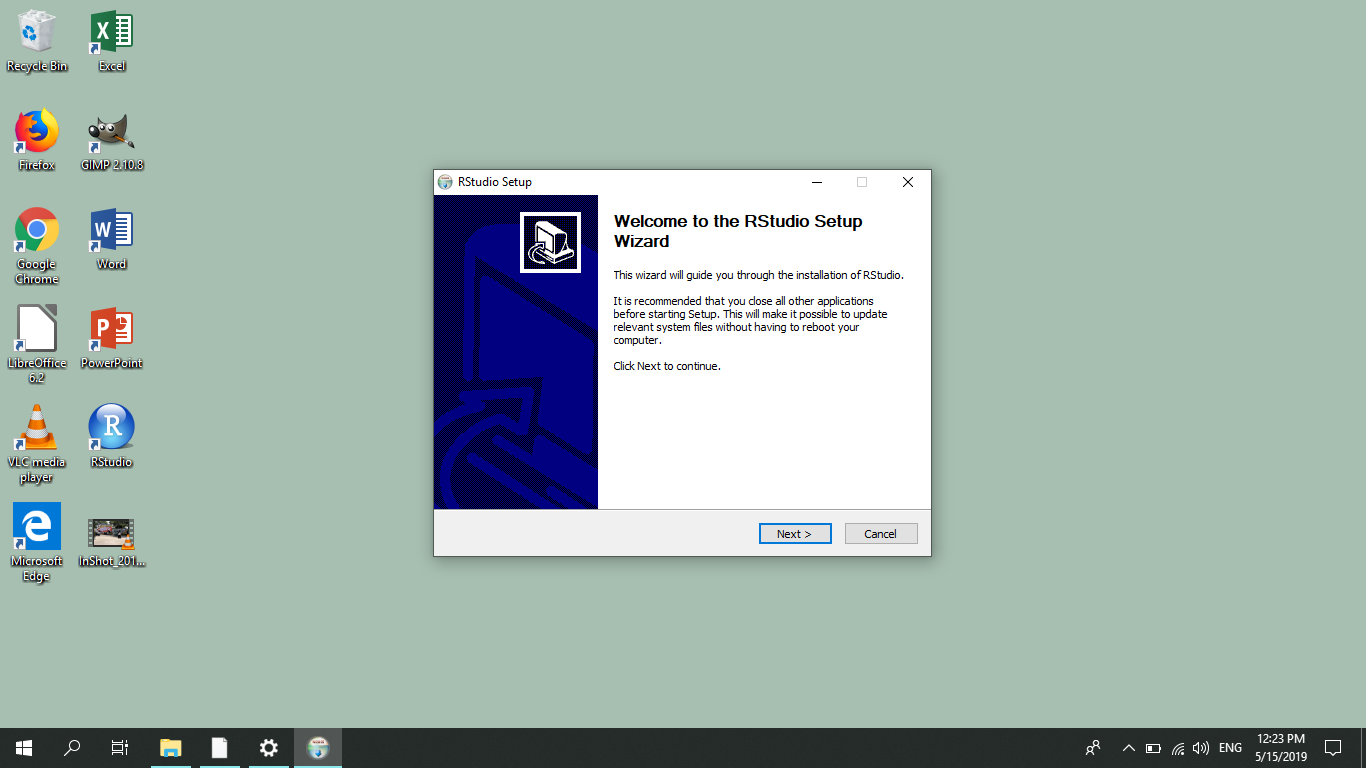 Recycle Bin
Excel
Firefox
GIMP 2.10.8
Google
Chrome
Word
LibreOffice
6.2
PowerPoint
VLC media
player
R
RStudio
Microsoft
Edge
InShot_201...
RStudio Setup
Welcome to the RStudio Setup
Wizard
This wizard will guide you through the installation of RStudio.
It is recommended that you close all other applications
before starting Setup. This will make it possible to update
relevant system files without having to reboot your
computer.
Click Next to continue.
Next >
Cancel
ENG
12:23 PM
5/15/2019